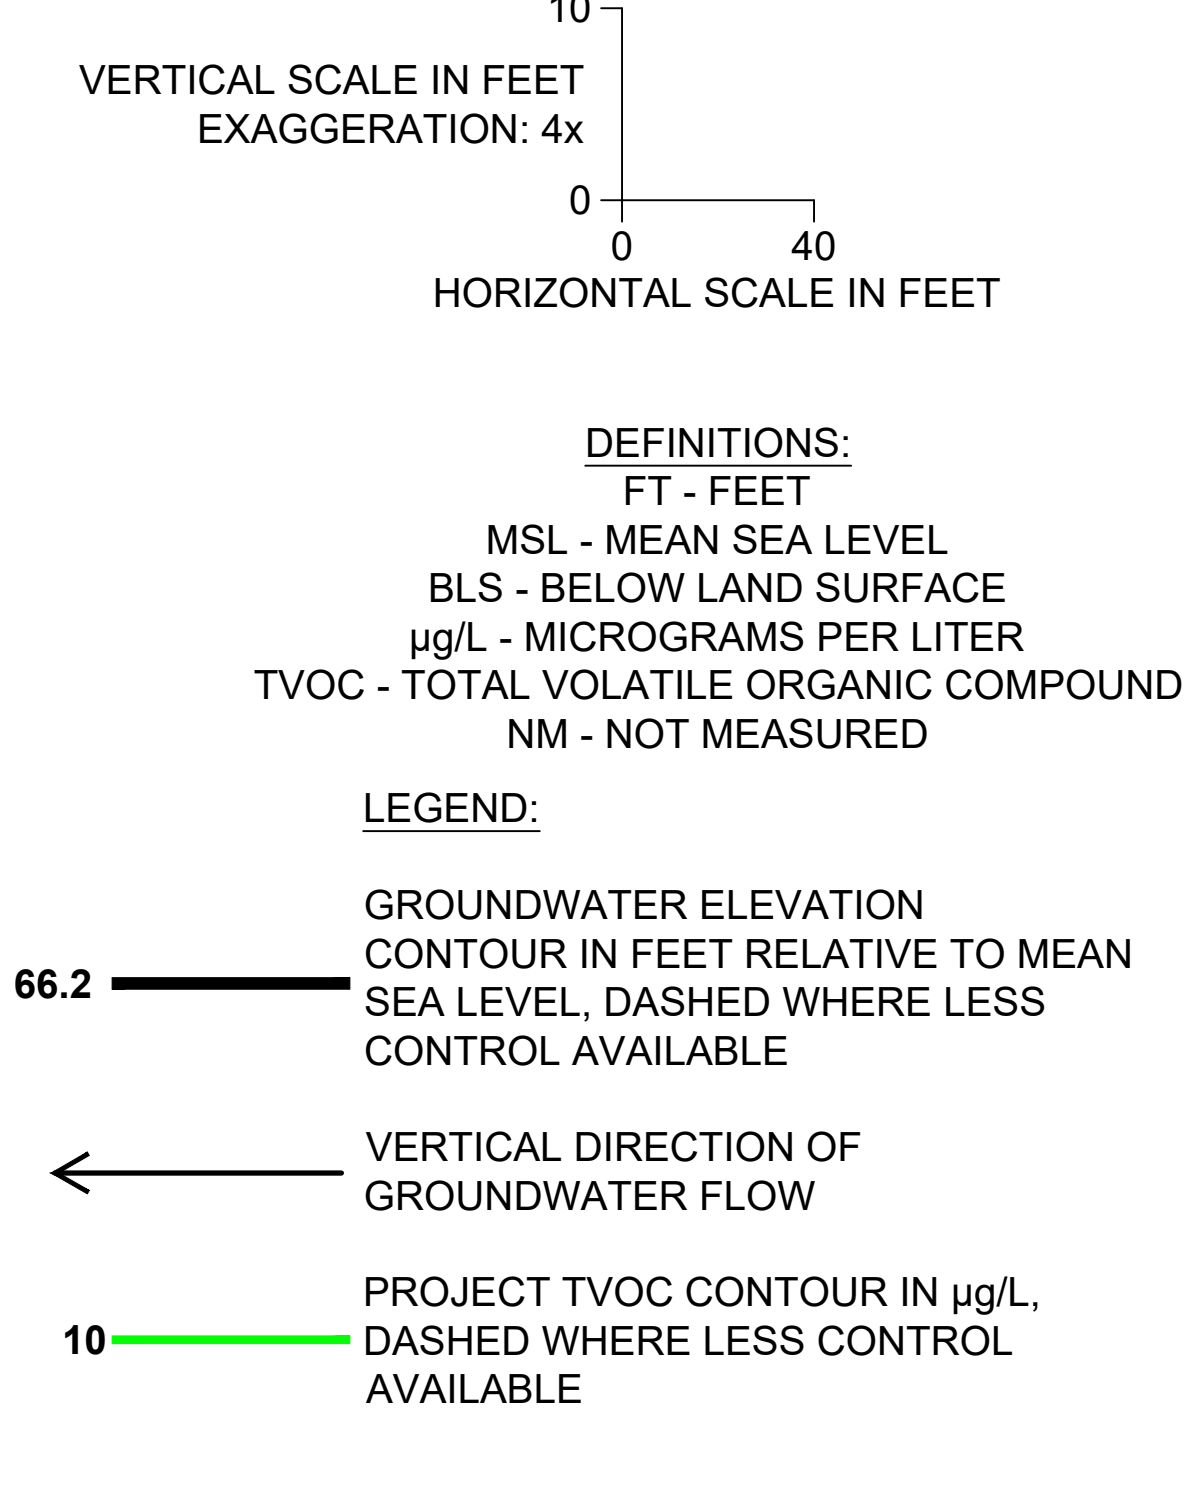 10
VERTICAL SCALE IN FEET
EXAGGERATION: 4x
0
0 40
HORIZONTAL SCALE IN FEET
DEFINITIONS:
FT - FEET
MSL - MEAN SEA LEVEL
BLS - BELOW LAND SURFACE
µg/L - MICROGRAMS PER LITER
TVOC - TOTAL VOLATILE ORGANIC COMPOUND
NM - NOT MEASURED
LEGEND:
66.2
GROUNDWATER ELEVATION
CONTOUR IN FEET RELATIVE TO MEAN
SEA LEVEL, DASHED WHERE LESS
CONTROL AVAILABLE
VERTICAL DIRECTION OF
GROUNDWATER FLOW
10
PROJECT TVOC CONTOUR IN µg/L,
DASHED WHERE LESS CONTROL
AVAILABLE